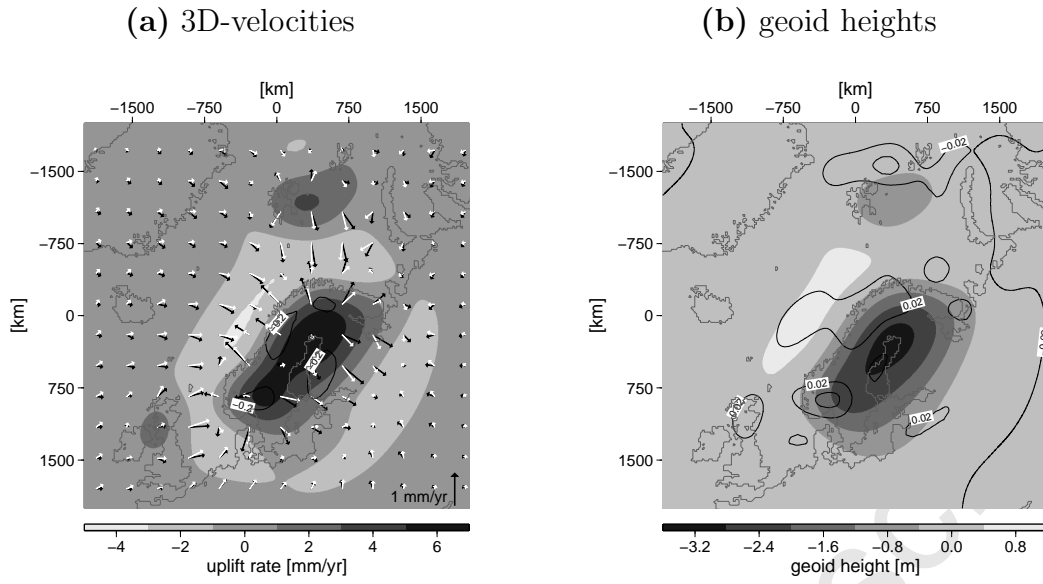 (a) 3D-velocities
(b) geoid heights
[km]
−1500 −750 0 750 1500
[km]
−1500 −750 0 750 1500
−1500
−750
0
750
1500
[km]
−0.2
−0.2
−0.2
1 mm/yr
−1500
−750
0
750
1500
[km]
−0.02
0.02
0.02
0.02
0.02
−4 −2 0 2 4 6
uplift rate [mm/yr]
−3.2 −2.4 −1.6 −0.8 0.0 0.8
geoid height [m]